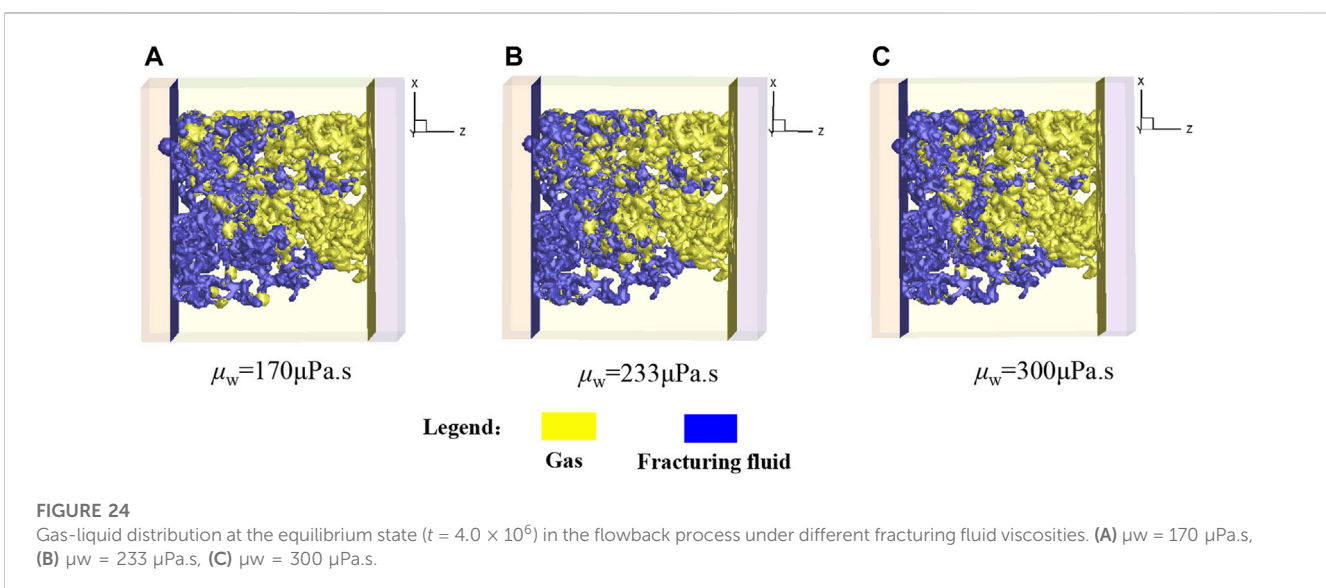 A
B
C
X
Y
Z
X
Y
Z
X
Y
Z
μw=170μPa.s
μw=233μPa.s
μw=300μPa.s
Legend：
Gas
Fracturing fluid
FIGURE 24
Gas-liquid distribution at the equilibrium state (t = 4.0 × 10⁶) in the flowback process under different fracturing fluid viscosities. (A) μw = 170 μPa.s,
(B) μw = 233 μPa.s, (C) μw = 300 μPa.s.